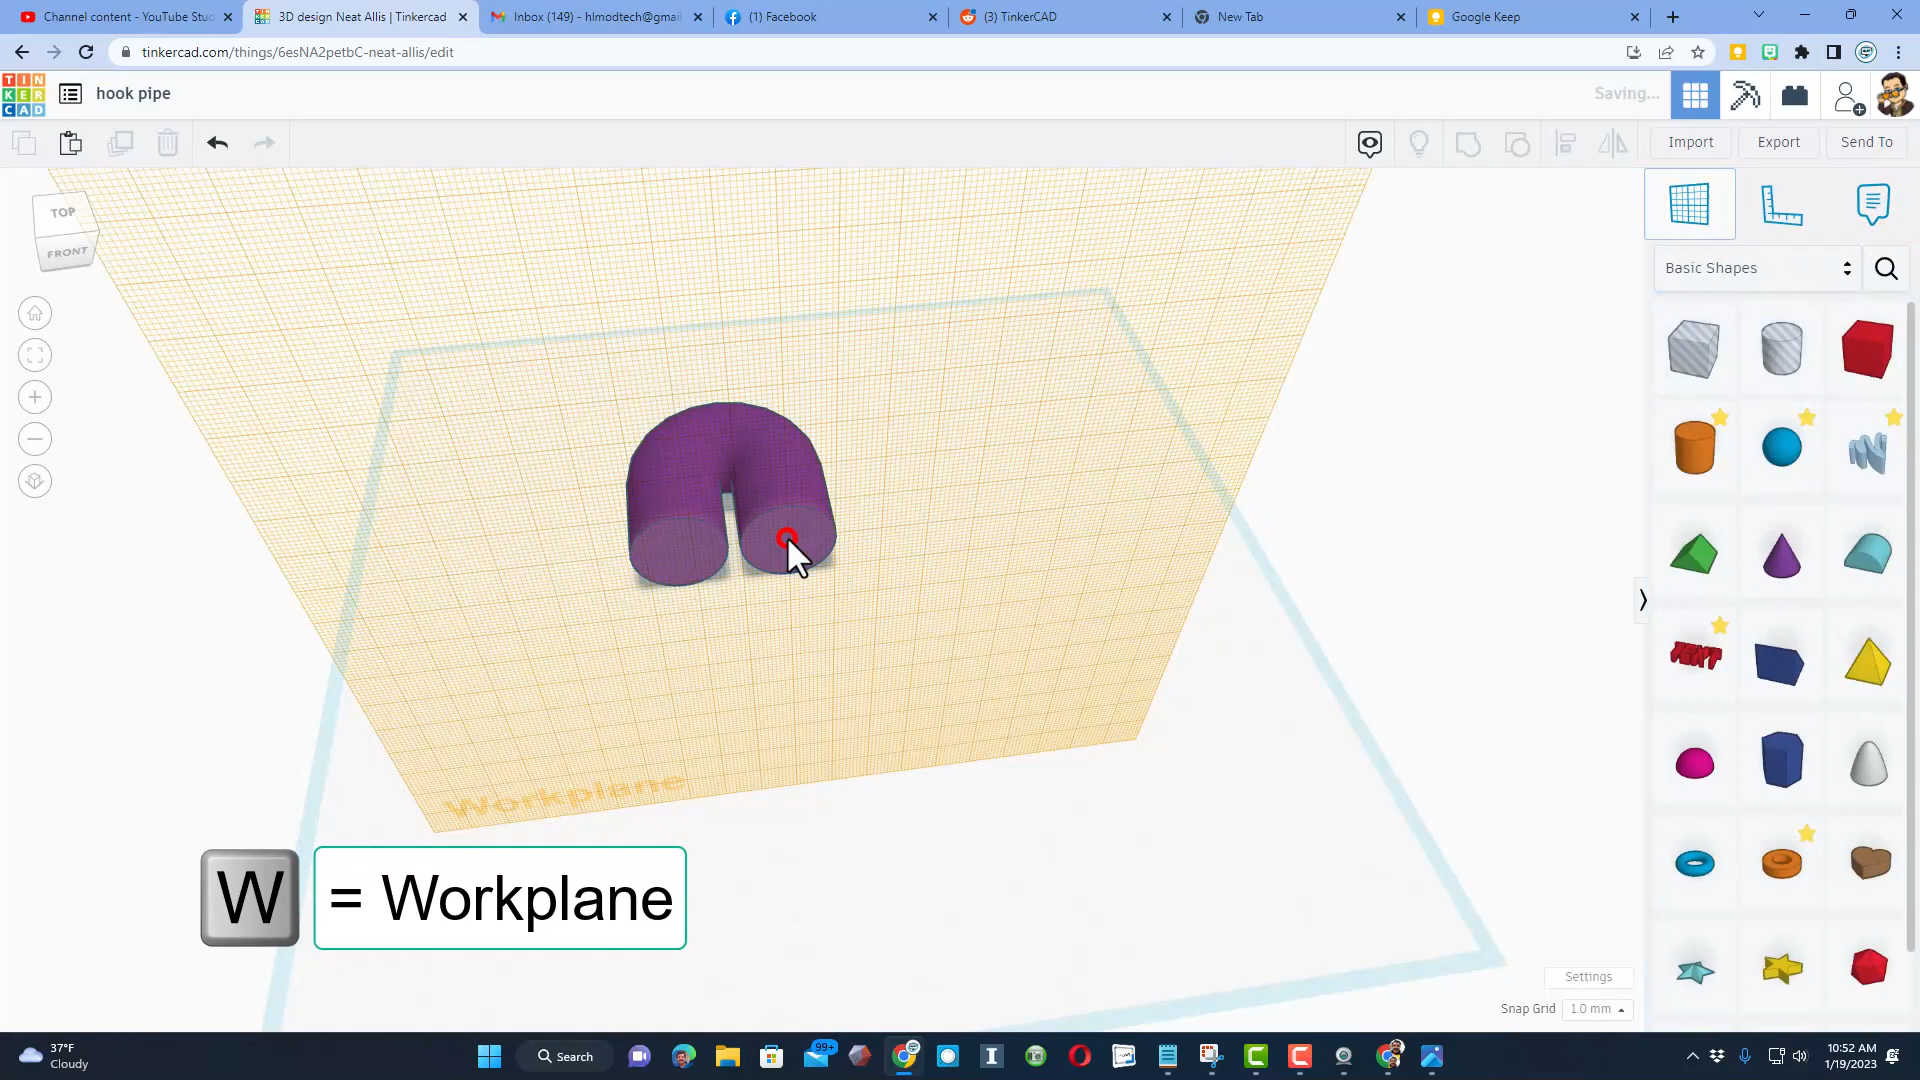 Channel content - YouTube Stu
3D design Neat Allis | Tinkercad
Inbox (149) - hlmodtech@gmai
(1) Facebook
(3) TinkerCAD
New Tab
Google Keep
tinkercad.com/things/6esNA2petbC-neat-allis/edit
TIN
KER
CAD
hook pipe
Saving...
Import
Export
Send To
TOP
FRONT
Basic Shapes
TEXT
Workplane
W
= Workplane
Settings
Snap Grid
1.0 mm
37°F
Cloudy
Search
99+
10:52 AM
1/19/2023